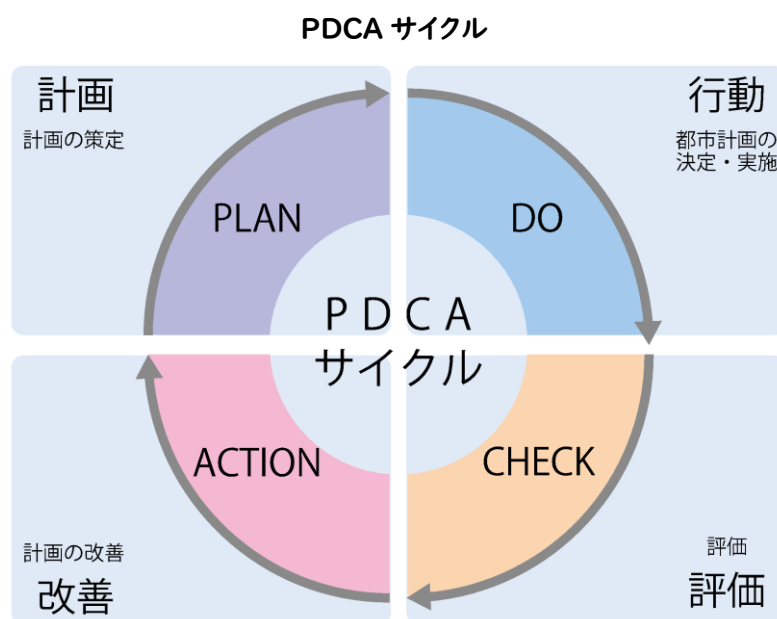 PDCA サイクル
計画
計画の策定
PLAN
行動
都市計画の
決定・実施
DO
PDCA
サイクル
ACTION
計画の改善
改善
CHECK
評価
評価